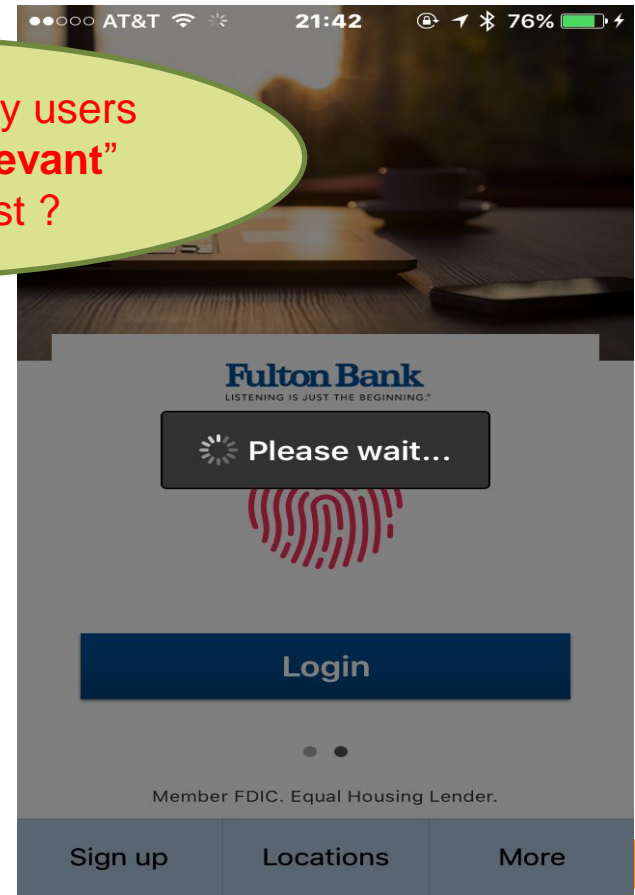 AT&T 21:42 76%
y users
evant”
st ?
Fulton Bank
LISTENING IS JUST THE BEGINNING.®
Please wait...
Login
Member FDIC. Equal Housing Lender.
Sign up Locations More